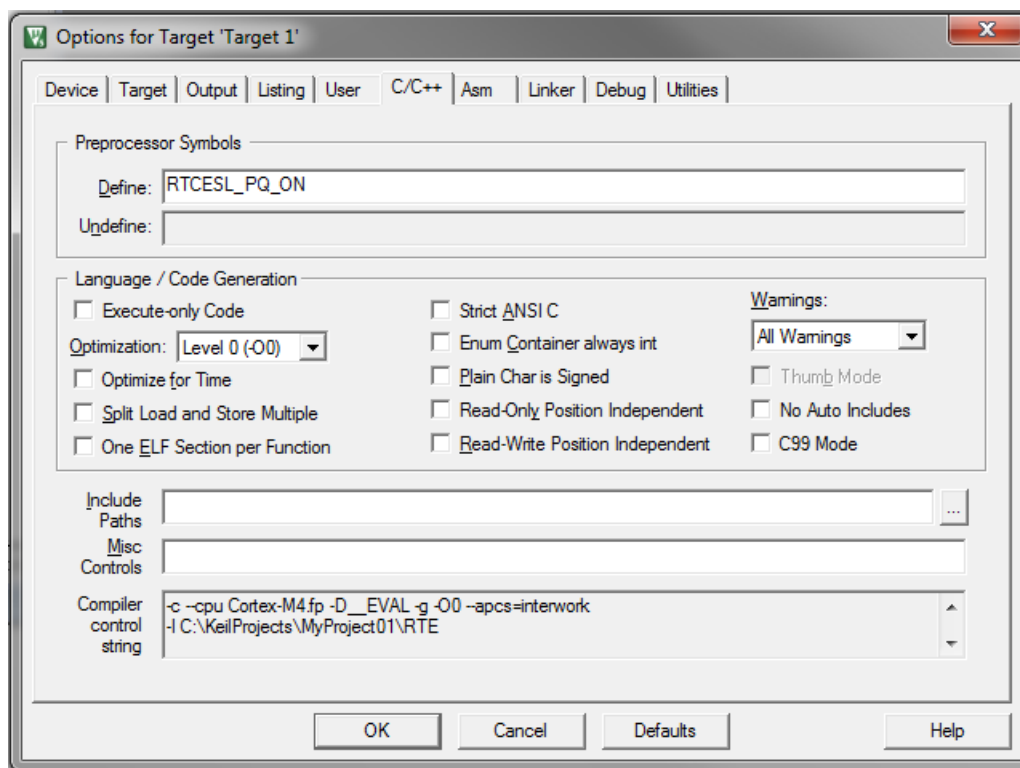 Options for Target 'Target 1'
Device Target Output Listing User C/C++ Asm Linker Debug Utilities
Preprocessor Symbols
Define: RTCESL_PQ_ON
Undefine:
Language / Code Generation
Execute-only Code
Strict ANSI C
Warnings:
Optimization: Level 0 (-O0)
Enum Container always int
All Warnings
Optimize for Time
Plain Char is Signed
Thumb Mode
Split Load and Store Multiple
Read-Only Position Independent
No Auto Includes
One ELF Section per Function
Read-Write Position Independent
C99 Mode
Include
Paths
...
Misc
Controls
Compiler
control
string
-c --cpu Cortex-M4.fp -D__EVAL -g -O0 --apcs=interwork
-I C:\KeilProjects\MyProject01\RTE
OK Cancel Defaults Help